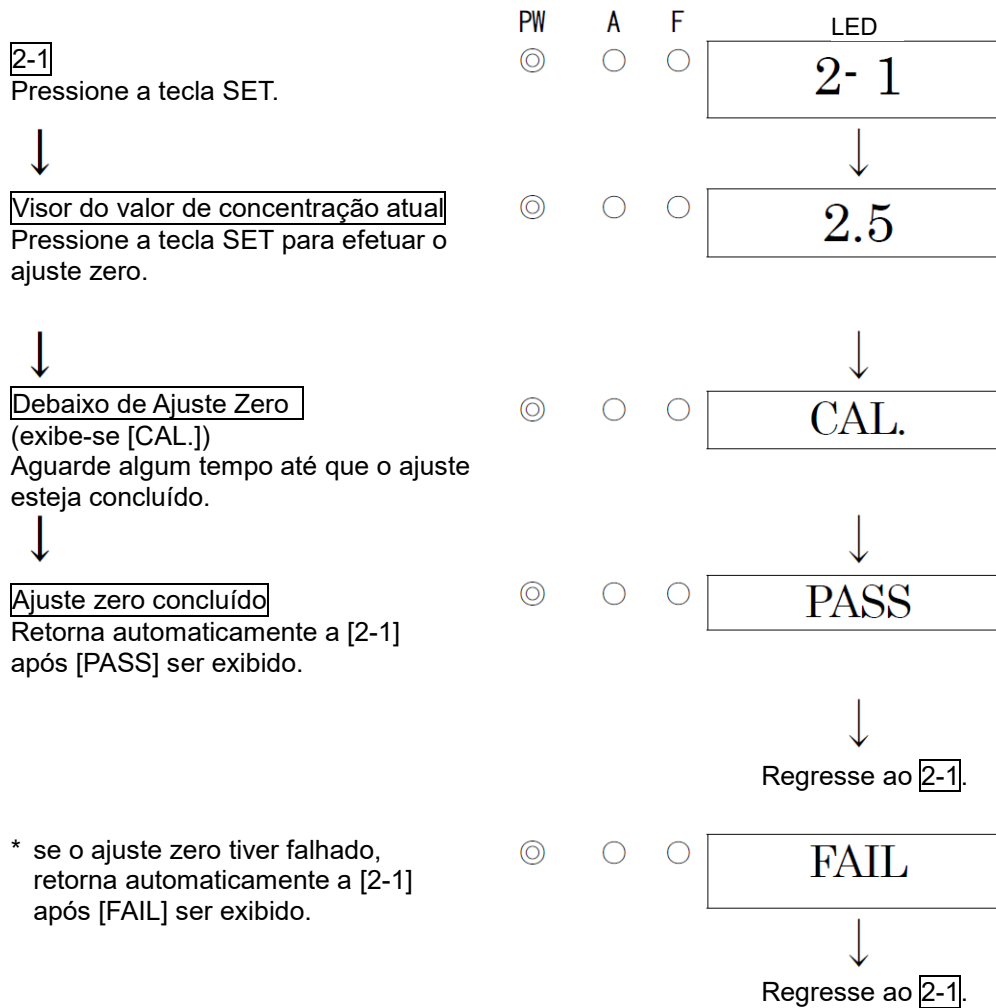 PW A F LED
2-1
Pressione a tecla SET.
2- 1
Visor do valor de concentração atual
Pressione a tecla SET para efetuar o
ajuste zero.
2.5
Debaixo de Ajuste Zero
(exibe-se [CAL.])
Aguarde algum tempo até que o ajuste
esteja concluído.
CAL.
Ajuste zero concluído
Retorna automaticamente a [2-1]
após [PASS] ser exibido.
PASS
Regresse ao 2-1.
* se o ajuste zero tiver falhado,
retorna automaticamente a [2-1]
após [FAIL] ser exibido.
FAIL
Regresse ao 2-1.